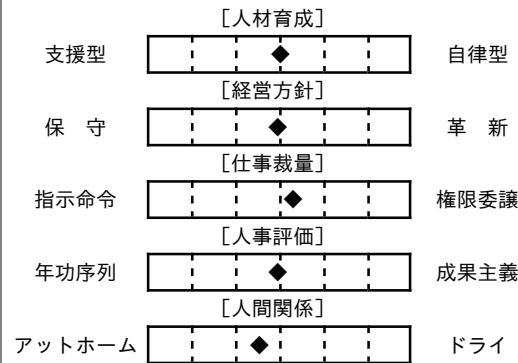 [人材育成]
支援型 自律型
[経営方針]
保　守 革　新
[仕事裁量]
指示命令 権限委譲
[人事評価]
年功序列 成果主義
[人間関係]
アットホーム ドライ